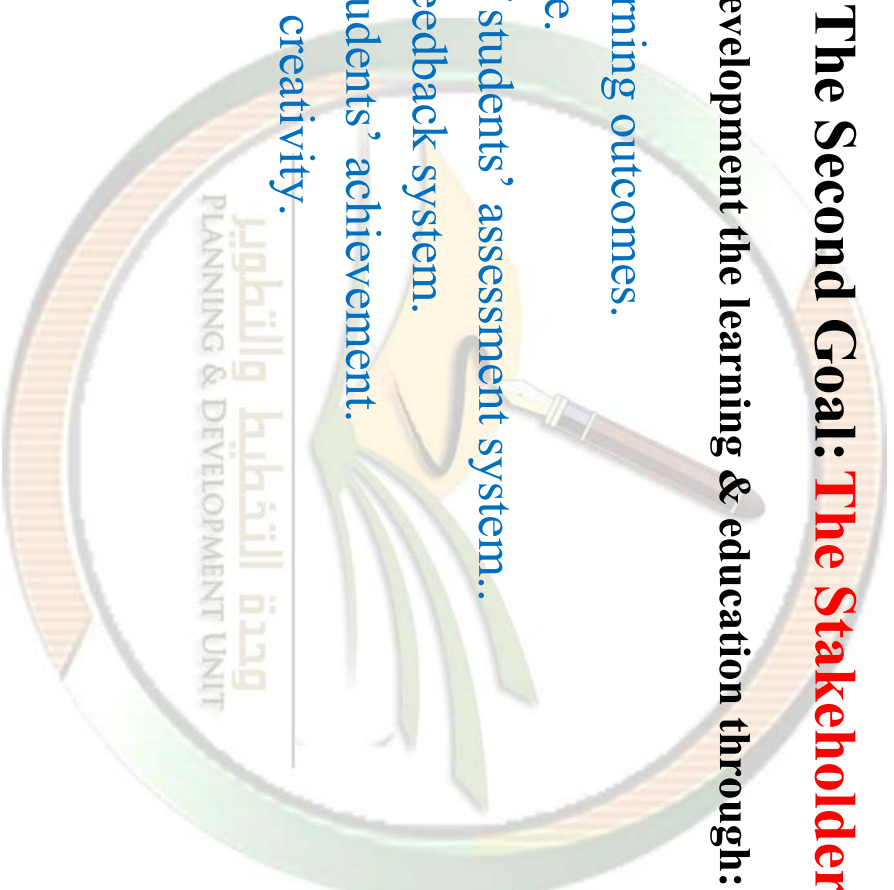 The Second Goal: The Stakeholder
evelopment the learning & education through:
rning outcomes.
e.
students’ assessment system..
eedback system.
udents’ achievement.
creativity.
وحدة التخطيط والتطوير
PLANNING & DEVELOPMENT UNIT